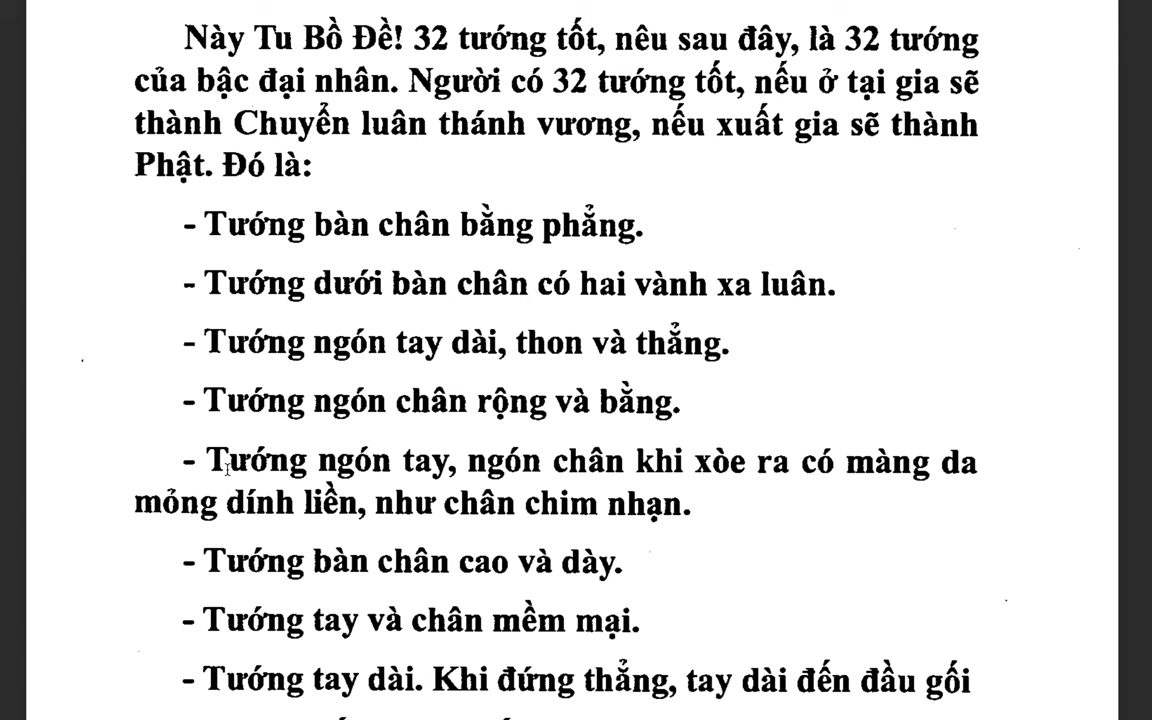 Này Tu Bồ Đề! 32 tướng tốt, nêu sau đây, là 32 tướng
của bậc đại nhân. Người có 32 tướng tốt, nếu ở tại gia sẽ
thành Chuyển luân thánh vương, nếu xuất gia sẽ thành
Phật. Đó là:
- Tướng bàn chân bằng phẳng.
- Tướng dưới bàn chân có hai vành xa luân.
- Tướng ngón tay dài, thon và thẳng.
- Tướng ngón chân rộng và bằng.
- Tướng ngón tay, ngón chân khi xòe ra có màng da
mỏng dính liền, như chân chim nhạn.
- Tướng bàn chân cao và dày.
- Tướng tay và chân mềm mại.
- Tướng tay dài. Khi đứng thẳng, tay dài đến đầu gối